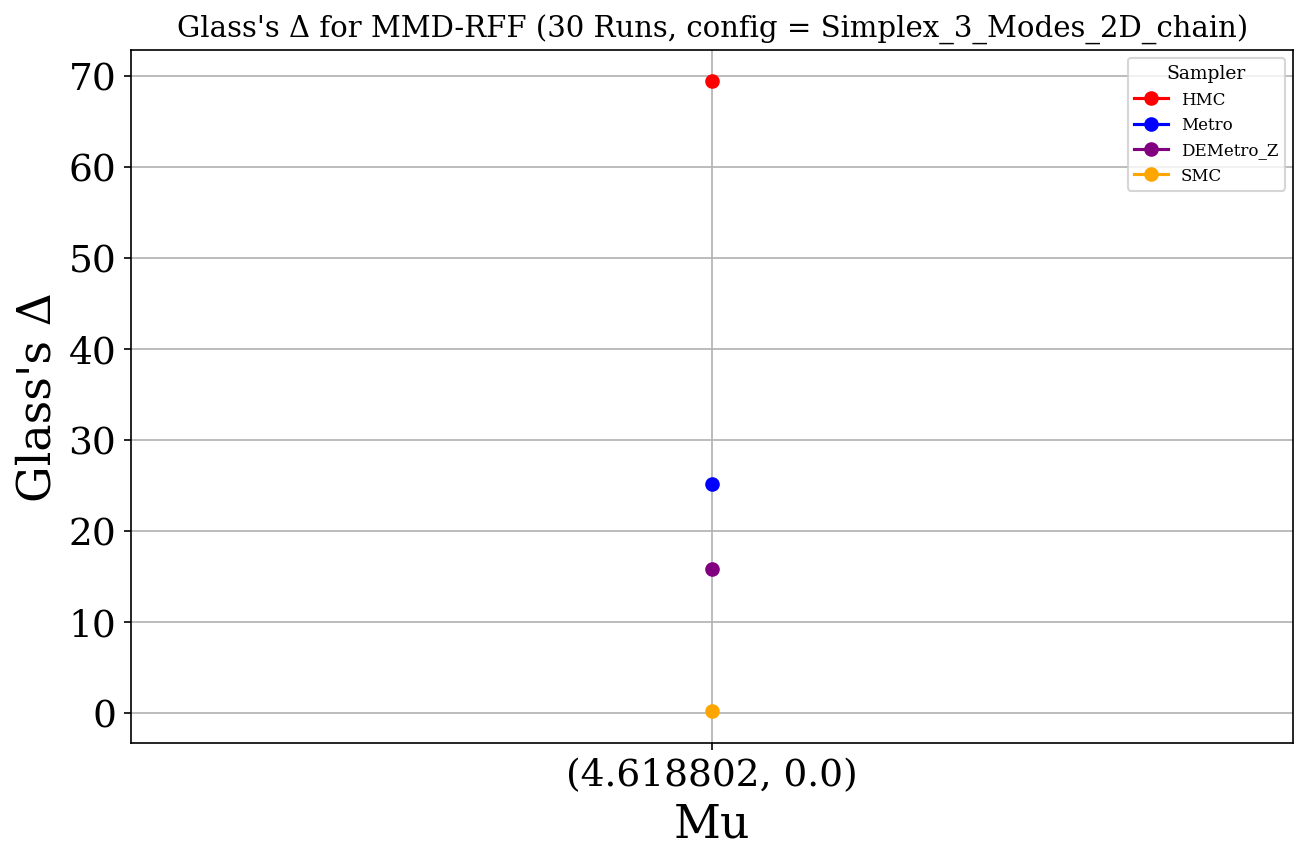 Glass's Δ for MMD-RFF (30 Runs, config = Simplex_3_Modes_2D_chain)
Sampler
HMC
Metro
DEMetro_Z
SMC
70
60
50
40
30
20
10
0
Glass's Δ
(4.618802, 0.0)
Mu